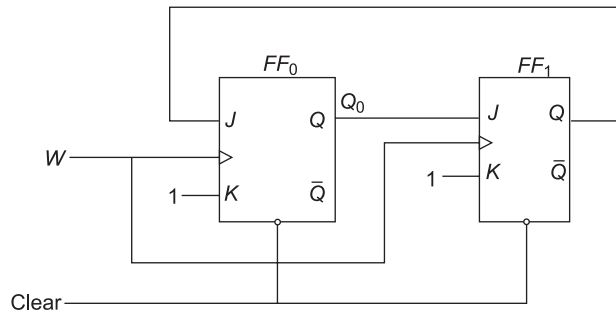 FF0 FF1
Q0
J Q J Q
W
1 K Q̄ 1 K Q̄
Clear